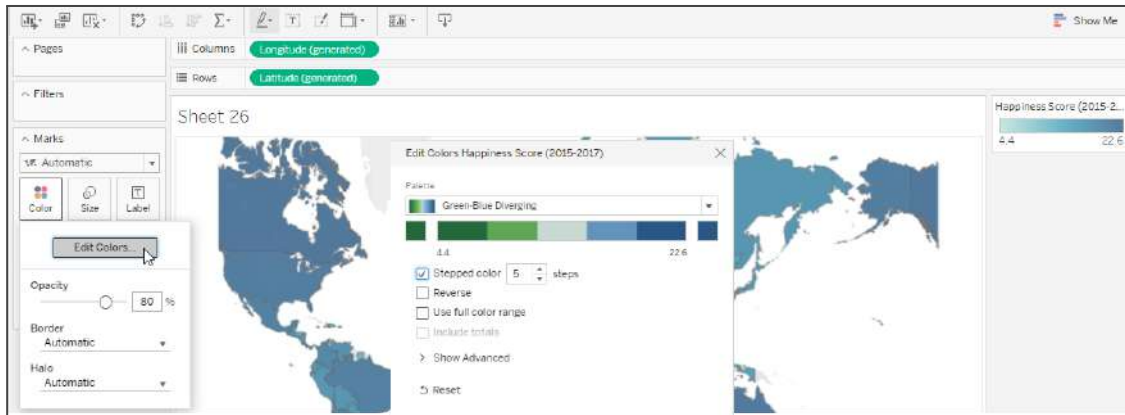 Show Me
Pages
Columns
Longitude (generated)
Rows
Latitude (generated)
Filters
Sheet 26
Happiness Score (2015-2...
4.4
22.6
Marks
Automatic
Color
Size
Label
Edit Colors...
Opacity
80 %
Border
Automatic
Halo
Automatic
Edit Colors Happiness Score (2015-2017)
Palette
Green-Blue Diverging
4.4
22.6
Stepped color 5 steps
Reverse
Use full color range
Include totals
Show Advanced
Reset